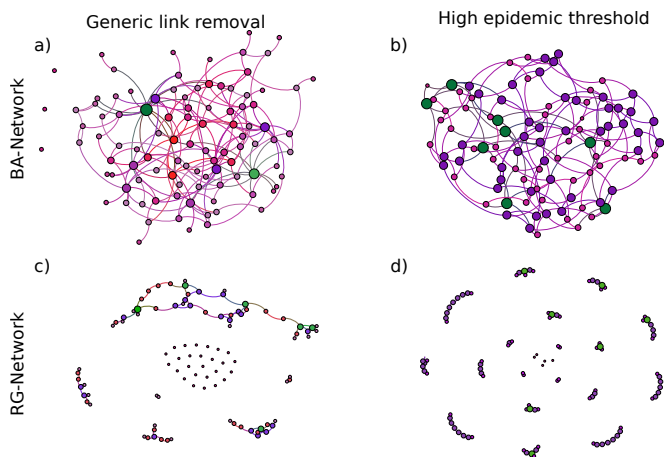 Generic link removal
High epidemic threshold
a)
b)
BA-Network
c)
d)
RG-Network